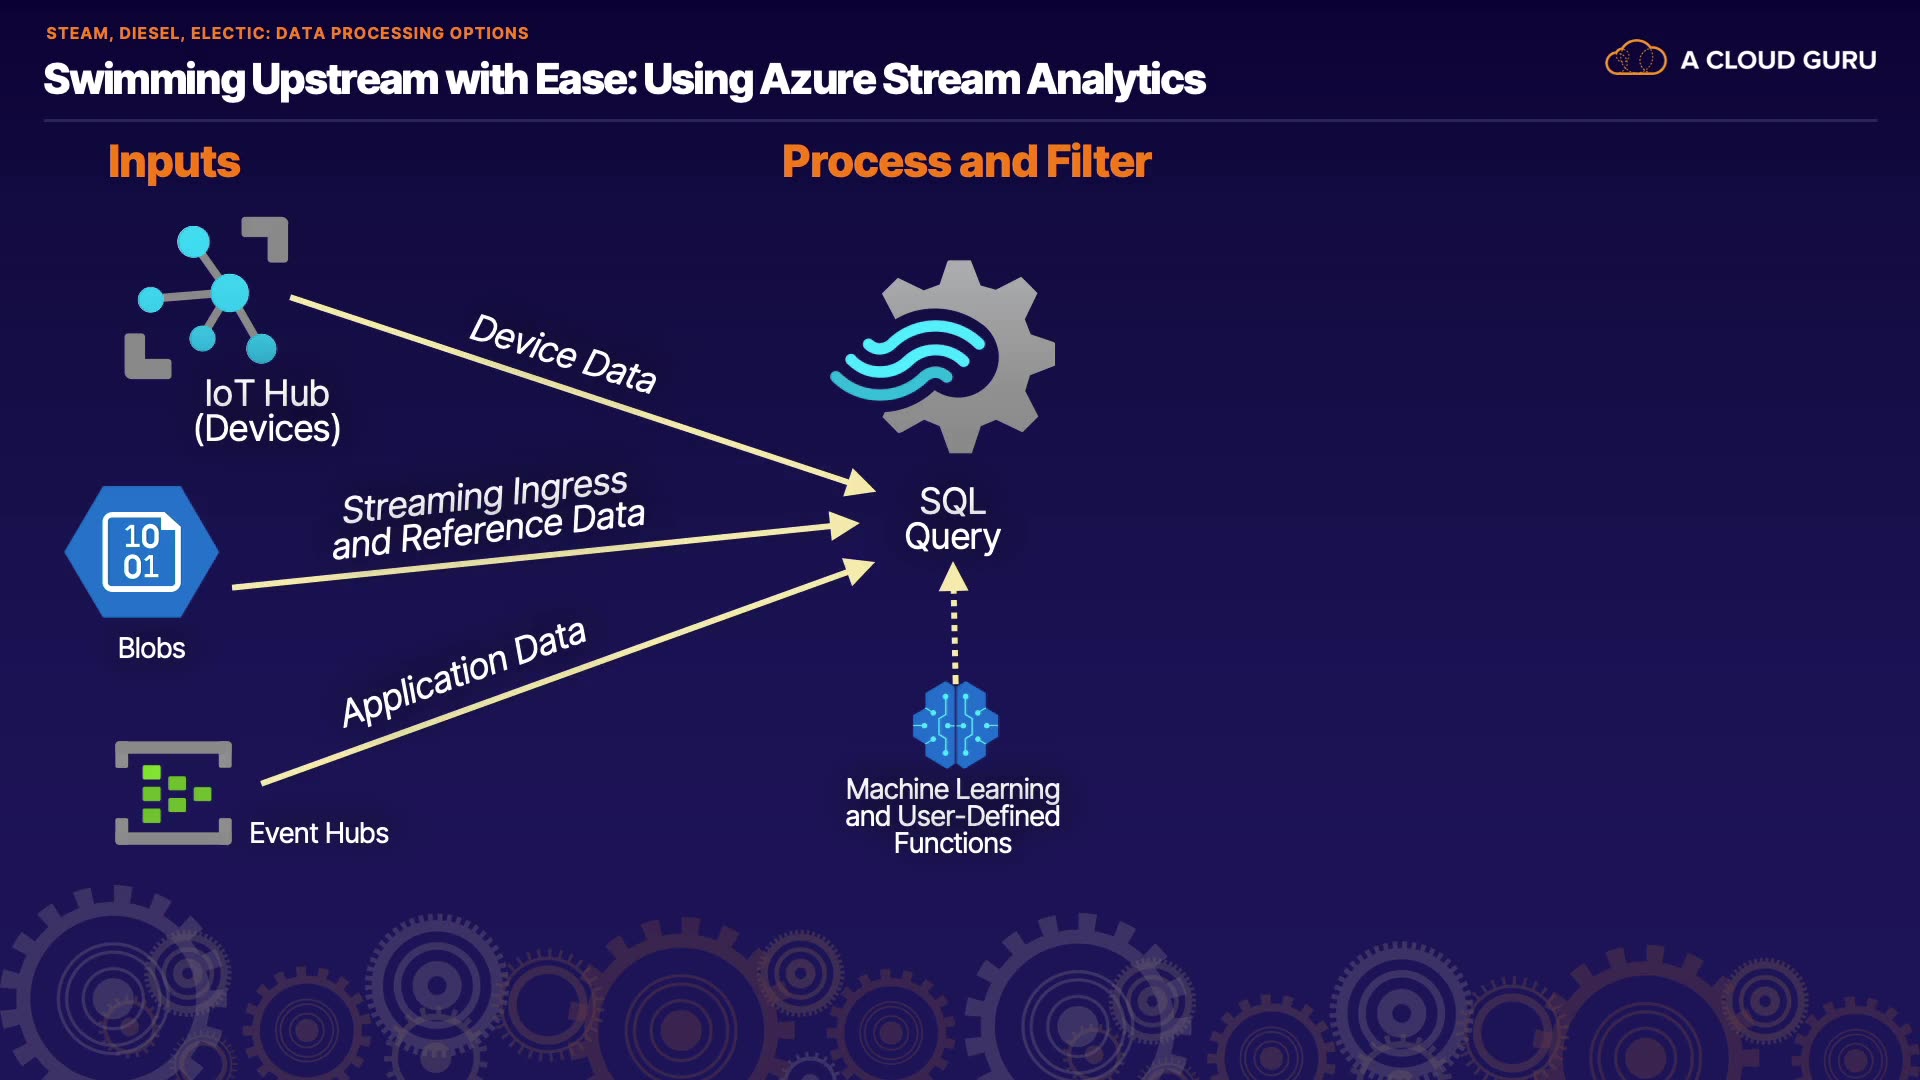 STEAM, DIESEL, ELECTIC: DATA PROCESSING OPTIONS
Swimming Upstream with Ease: Using Azure Stream Analytics
A CLOUD GURU
Inputs
Process and Filter
Device Data
IoT Hub
(Devices)
Streaming Ingress
and Reference Data
SQL
Query
10
01
Blobs
Application Data
Machine Learning
and User-Defined
Functions
Event Hubs